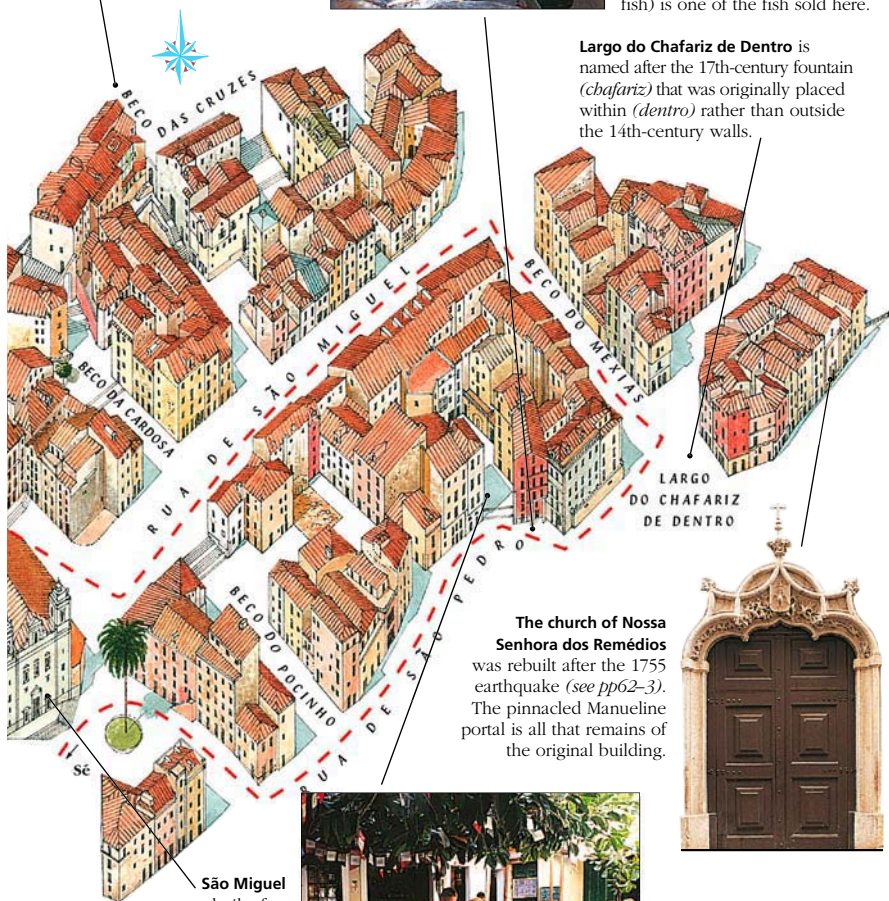 fish) is one of the fish sold here.
Largo do Chafariz de Dentro is
named after the 17th-century fountain
(chafariz) that was originally placed
within (dentro) rather than outside
the 14th-century walls.
BECO DAS CRUZES
BECO DO MEXIAS
RUA DE SÃO MIGUEL
BECO DA CARDOSA
LARGO
DO CHAFARIZ
DE DENTRO
RUA DE SÃO PEDRO
BECO DO POCINHO
The church of Nossa
Senhora dos Remédios
was rebuilt after the 1755
earthquake (see pp62–3).
The pinnacled Manueline
portal is all that remains of
the original building.
Sé
São Miguel